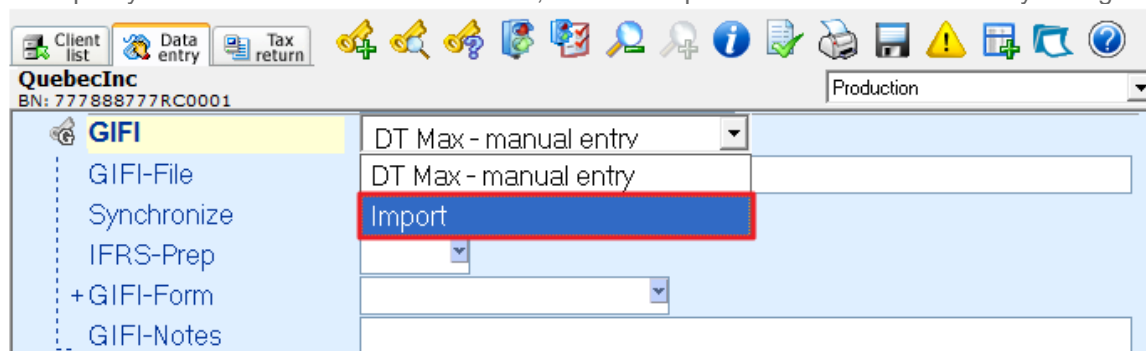 Client list Data entry Tax return
QuebecInc
BN: 777888777RC0001 Production
GIFI DT Max - manual entry
GIFI-File DT Max - manual entry
Synchronize Import
IFRS-Prep
+GIFI-Form
GIFI-Notes